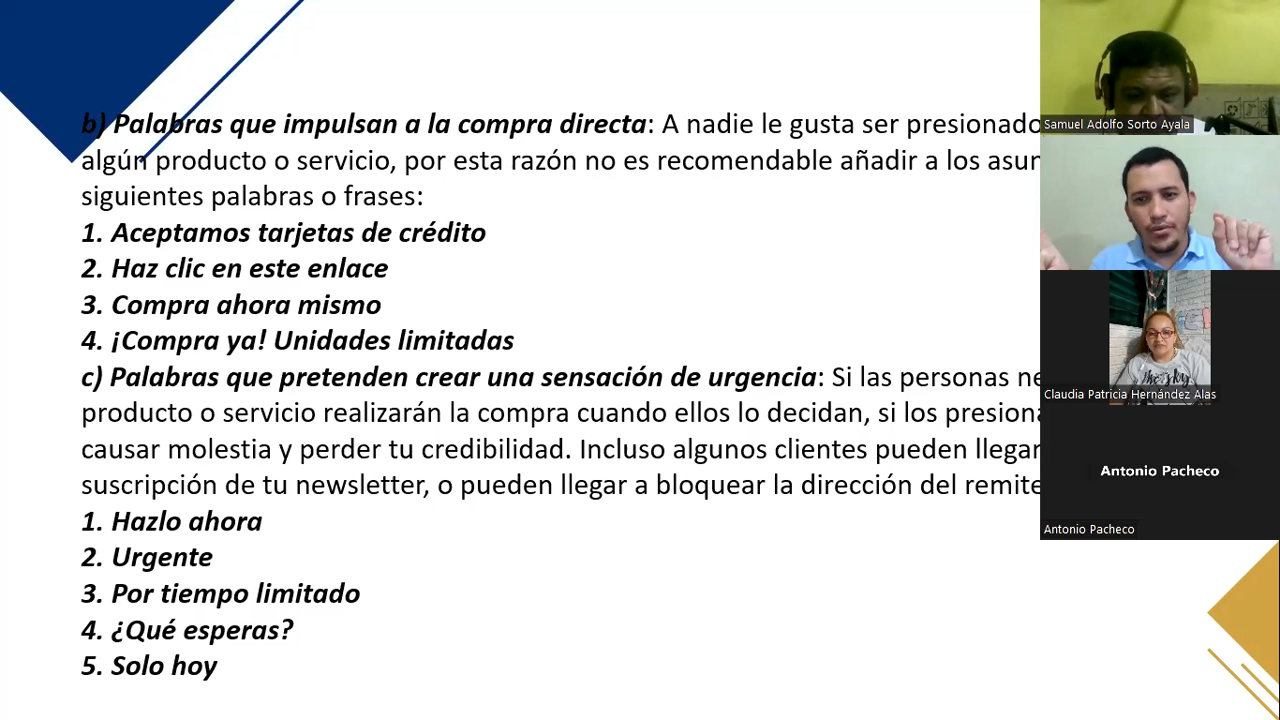 b) Palabras que impulsan a la compra directa: A nadie le gusta ser presionado
algún producto o servicio, por esta razón no es recomendable añadir a los
siguientes palabras o frases:
1. Aceptamos tarjetas de crédito
2. Haz clic en este enlace
3. Compra ahora mismo
4. ¡Compra ya! Unidades limitadas
c) Palabras que pretenden crear una sensación de urgencia: Si las personas
producto o servicio realizarán la compra cuando ellos lo decidan, si los
causar molestia y perder tu credibilidad. Incluso algunos clientes pueden llegar
suscripción de tu newsletter, o pueden llegar a bloquear la dirección del
1. Hazlo ahora
2. Urgente
3. Por tiempo limitado
4. ¿Qué esperas?
5. Solo hoy
Samuel Adolfo Sorto Ayala
Claudia Patricia Hernández Alas
Antonio Pacheco
Antonio Pacheco